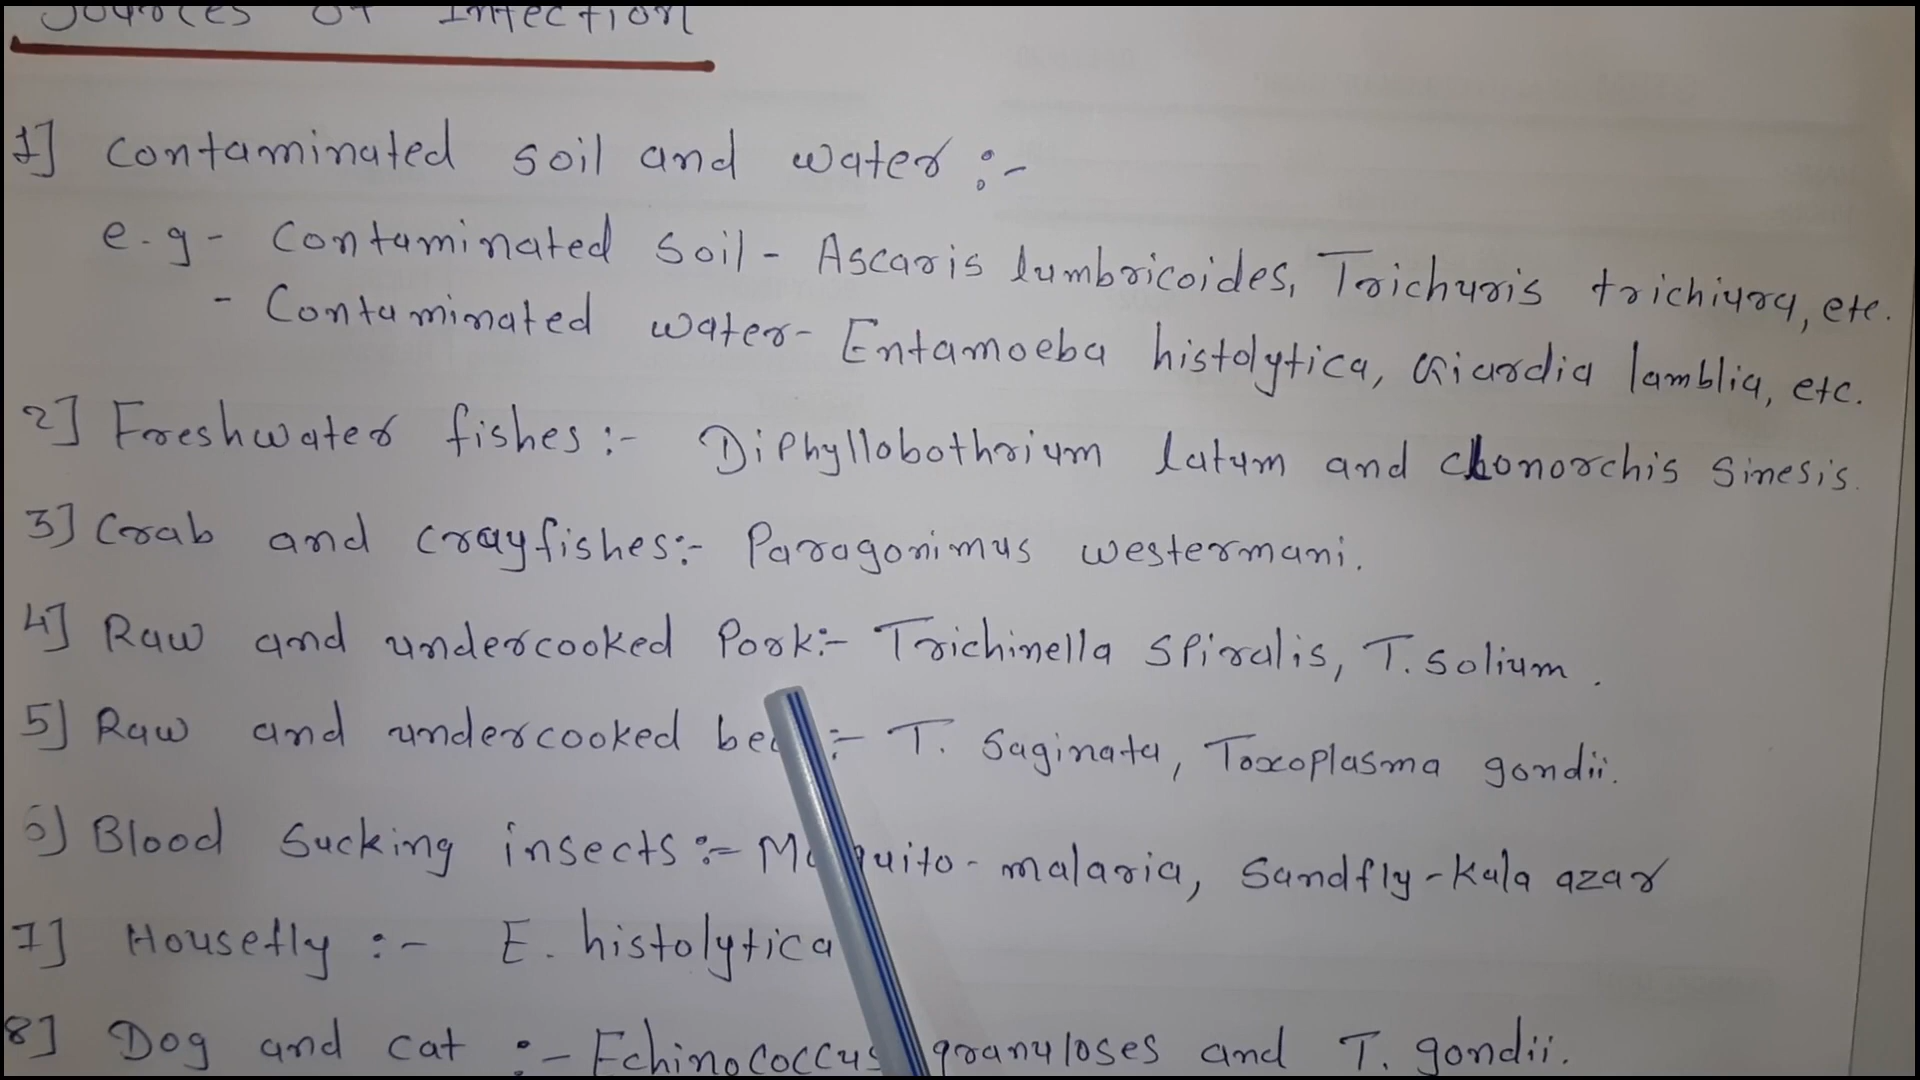 Sources of Infection
1] Contaminated soil and water :-
e.g - Contaminated soil - Ascaris lumbricoides, Trichuris trichiura, etc.
- Contaminated water- Entamoeba histolytica, Giardia lamblia, etc.
2] Freshwater fishes :- Diphyllobothrium latum and Clonorchis sinesis.
3] Crab and crayfishes:- Paragonimus westermani.
4] Raw and undercooked Pork:- Trichinella spiralis, T. solium.
5] Raw and undercooked :- T. saginata, Toxoplasma gondii.
6] Blood sucking insects :- malaria, Sandfly - Kala azar
7] Housefly :- E. histolytica
8] Dog and cat :- Echinococcus granuloses and T. gondii.